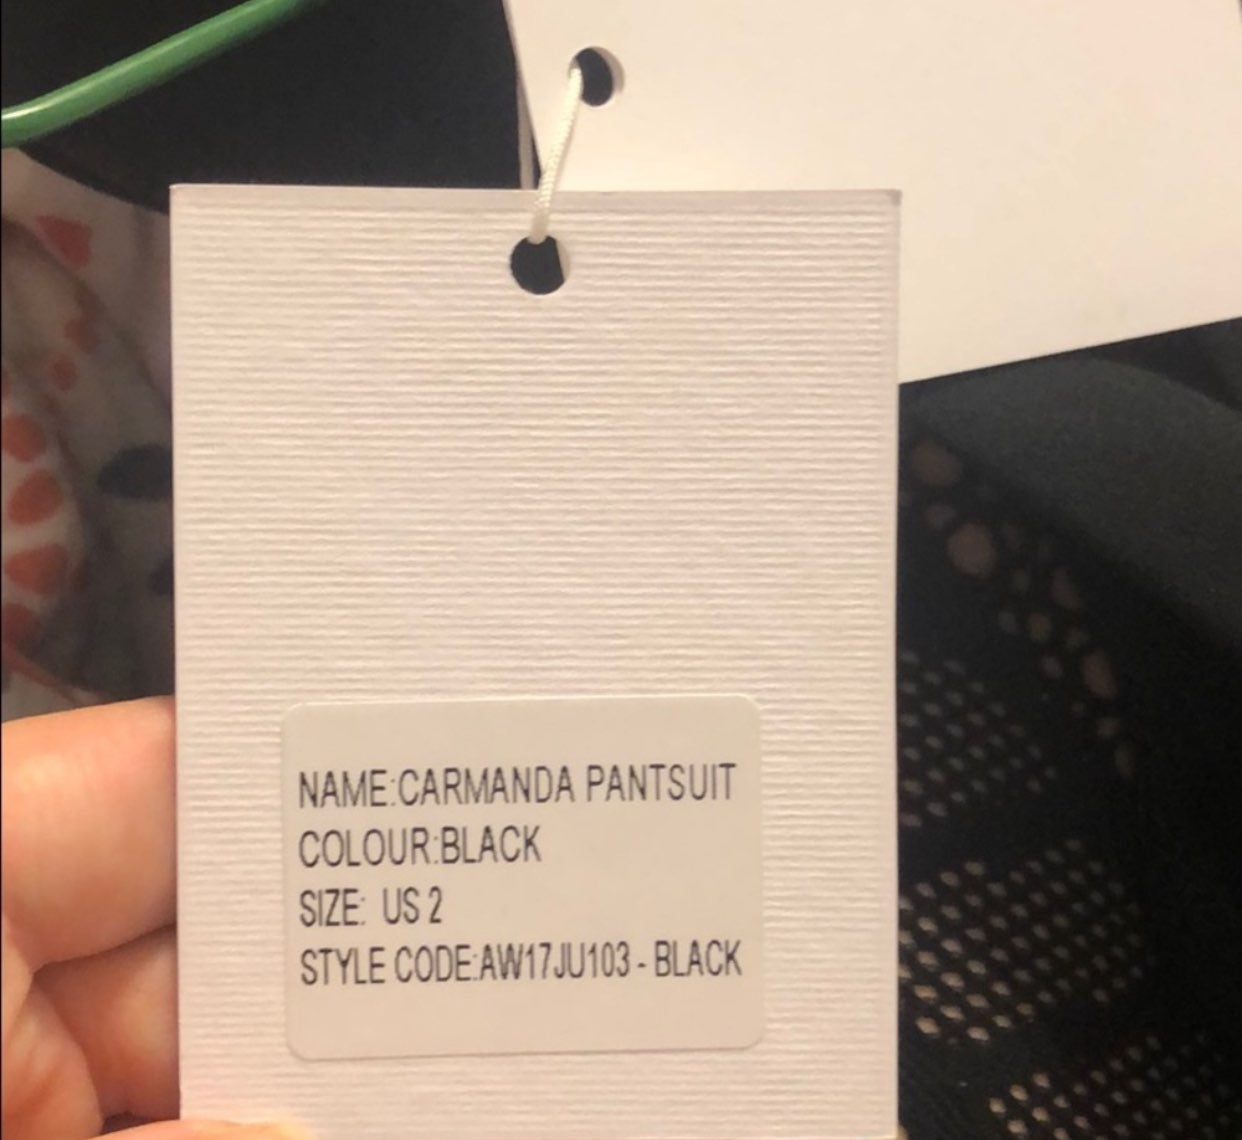 NAME:CARMANDA PANTSUIT
COLOUR:BLACK
SIZE: US 2
STYLE CODE:AW17JU103 - BLACK